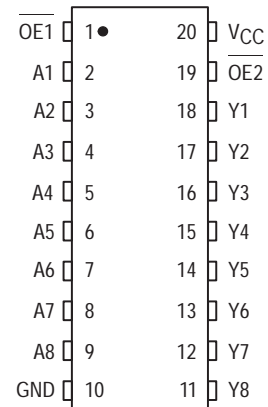 OE1 1 20 VCC
A1 2 19 OE2
A2 3 18 Y1
A3 4 17 Y2
A4 5 16 Y3
A5 6 15 Y4
A6 7 14 Y5
A7 8 13 Y6
A8 9 12 Y7
GND 10 11 Y8